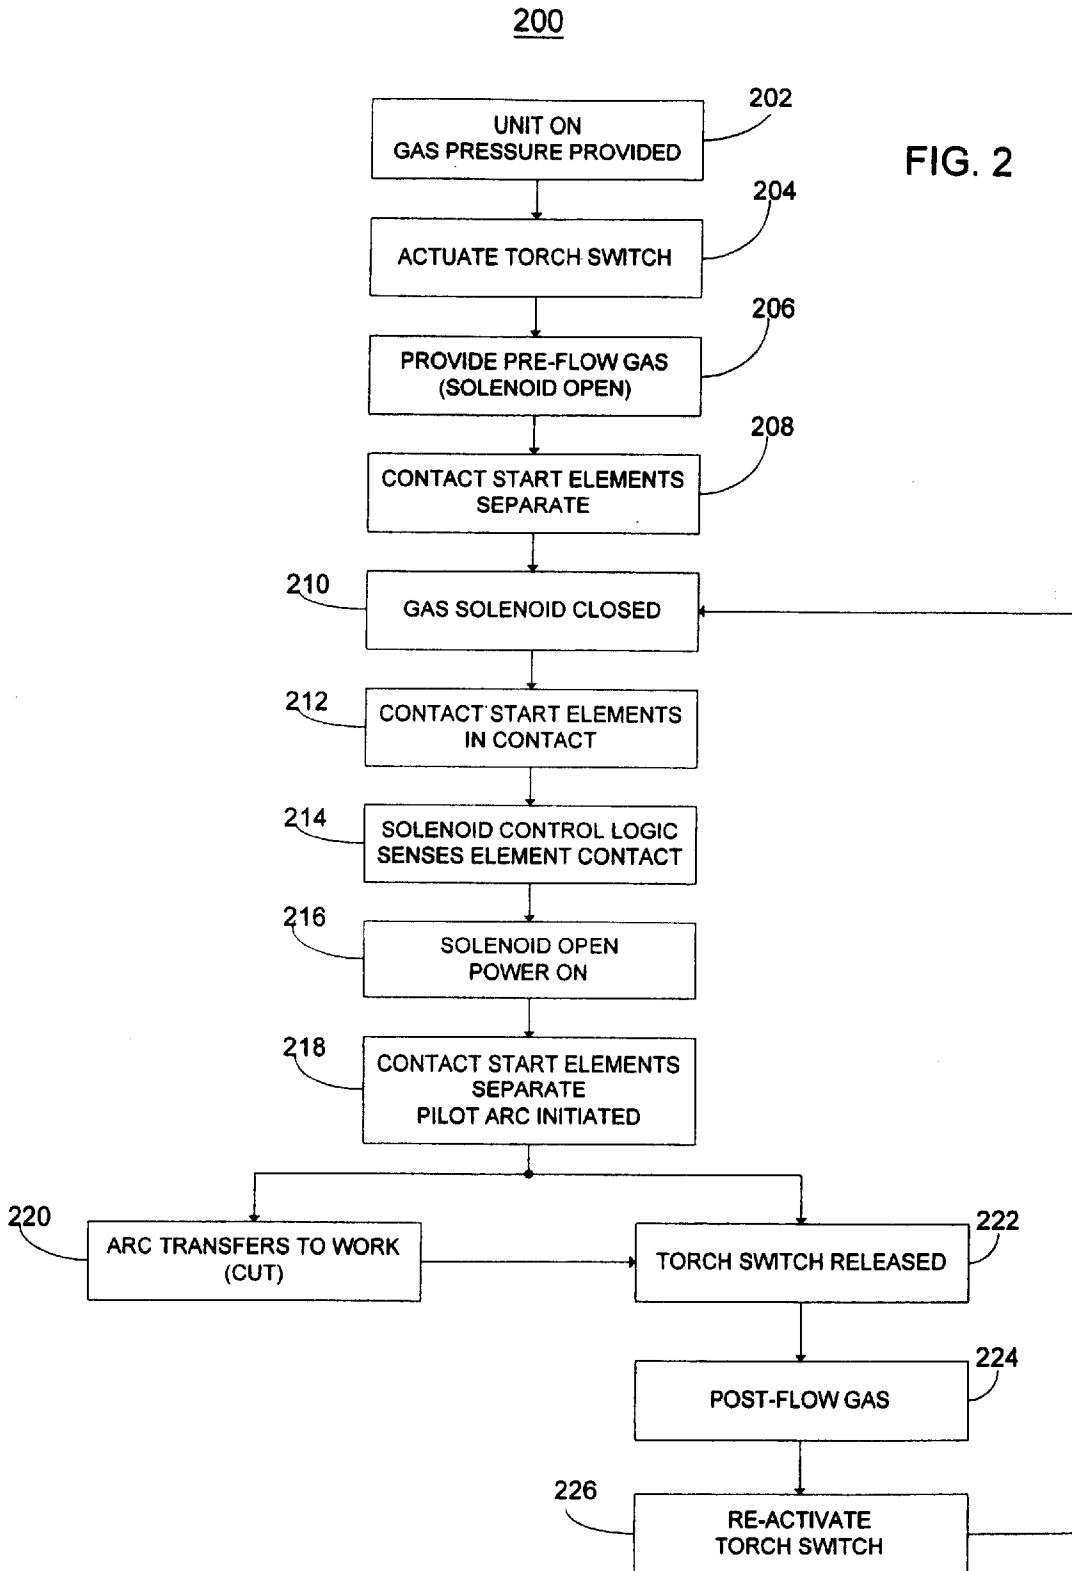 200
202
UNIT ON
GAS PRESSURE PROVIDED
FIG. 2
204
ACTUATE TORCH SWITCH
206
PROVIDE PRE-FLOW GAS
(SOLENOID OPEN)
208
CONTACT START ELEMENTS
SEPARATE
210
GAS SOLENOID CLOSED
212
CONTACT START ELEMENTS
IN CONTACT
214
SOLENOID CONTROL LOGIC
SENSES ELEMENT CONTACT
216
SOLENOID OPEN
POWER ON
218
CONTACT START ELEMENTS
SEPARATE
PILOT ARC INITIATED
220
ARC TRANSFERS TO WORK
(CUT)
222
TORCH SWITCH RELEASED
224
POST-FLOW GAS
226
RE-ACTIVATE
TORCH SWITCH